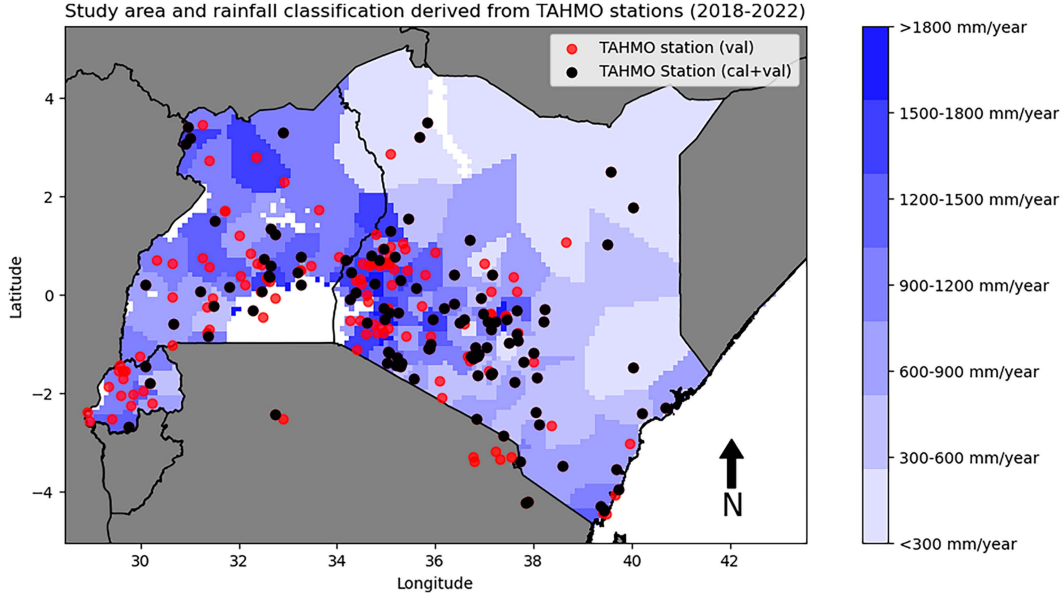 Study area and rainfall classification derived from TAHMO stations (2018-2022)
TAHMO station (val)
TAHMO Station (cal+val)
>1800 mm/year
1500-1800 mm/year
1200-1500 mm/year
900-1200 mm/year
600-900 mm/year
300-600 mm/year
<300 mm/year
4
2
0
−2
−4
Latitude
N
30
32
34
36
38
40
42
Longitude